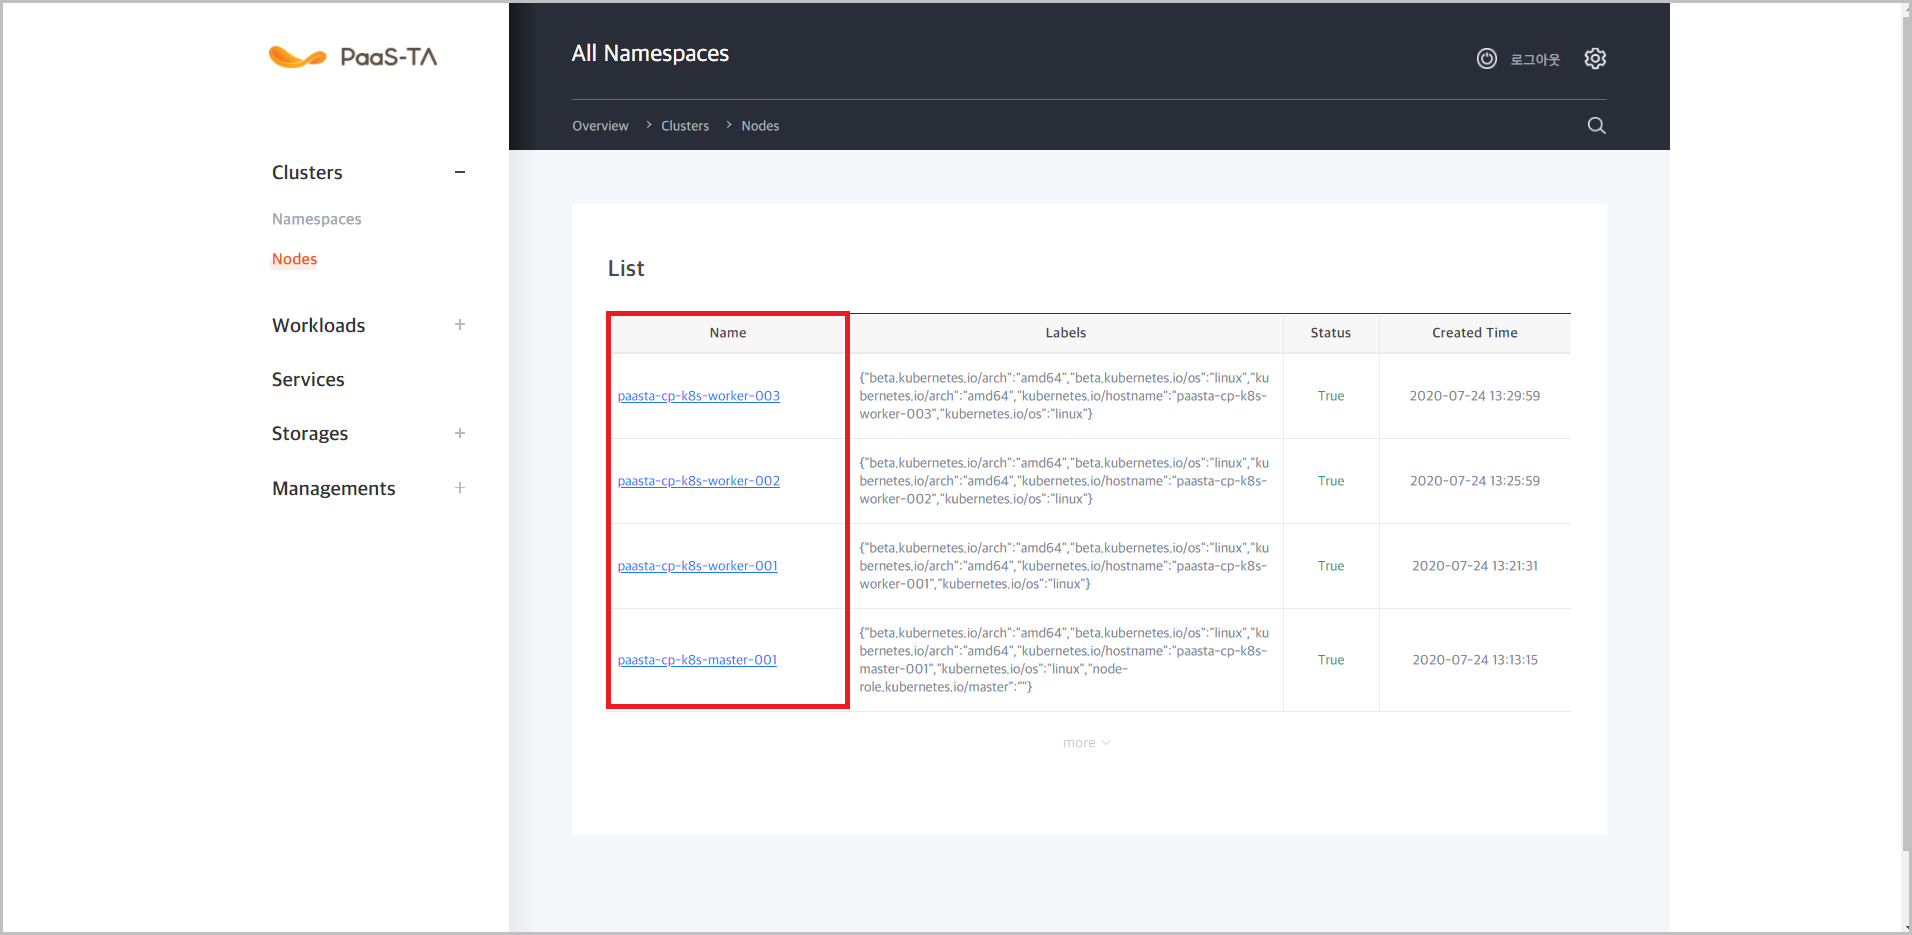 PaaS-TA
All Namespaces
로그아웃
Overview > Clusters > Nodes
Clusters
Namespaces
Nodes
Workloads
Services
Storages
Managements
List
Name Labels Status Created Time
paasta-cp-k8s-worker-003
{"beta.kubernetes.io/arch":"amd64","beta.kubernetes.io/os":"linux","ku
bernetes.io/arch":"amd64","kubernetes.io/hostname":"paasta-cp-k8s-
worker-003","kubernetes.io/os":"linux"}
True
2020-07-24 13:29:59
paasta-cp-k8s-worker-002
{"beta.kubernetes.io/arch":"amd64","beta.kubernetes.io/os":"linux","ku
bernetes.io/arch":"amd64","kubernetes.io/hostname":"paasta-cp-k8s-
worker-002","kubernetes.io/os":"linux"}
True
2020-07-24 13:25:59
paasta-cp-k8s-worker-001
{"beta.kubernetes.io/arch":"amd64","beta.kubernetes.io/os":"linux","ku
bernetes.io/arch":"amd64","kubernetes.io/hostname":"paasta-cp-k8s-
worker-001","kubernetes.io/os":"linux"}
True
2020-07-24 13:21:31
paasta-cp-k8s-master-001
{"beta.kubernetes.io/arch":"amd64","beta.kubernetes.io/os":"linux","ku
bernetes.io/arch":"amd64","kubernetes.io/hostname":"paasta-cp-k8s-
master-001","kubernetes.io/os":"linux","node-
role.kubernetes.io/master":""}
True
2020-07-24 13:13:15
more